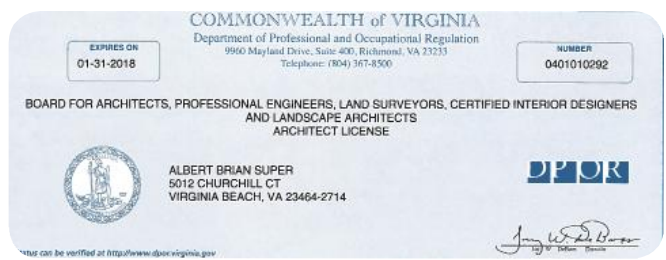 COMMONWEALTH of VIRGINIA
Department of Professional and Occupational Regulation
9960 Mayland Drive, Suite 400, Richmond, VA 23233
Telephone: (804) 367-8500
EXPIRES ON
01-31-2018
NUMBER
0401010292
BOARD FOR ARCHITECTS, PROFESSIONAL ENGINEERS, LAND SURVEYORS, CERTIFIED INTERIOR DESIGNERS
AND LANDSCAPE ARCHITECTS
ARCHITECT LICENSE
ALBERT BRIAN SUPER
5012 CHURCHILL CT
VIRGINIA BEACH, VA 23464-2714
DPOR
can be verified at http://www.dpor.virginia.gov